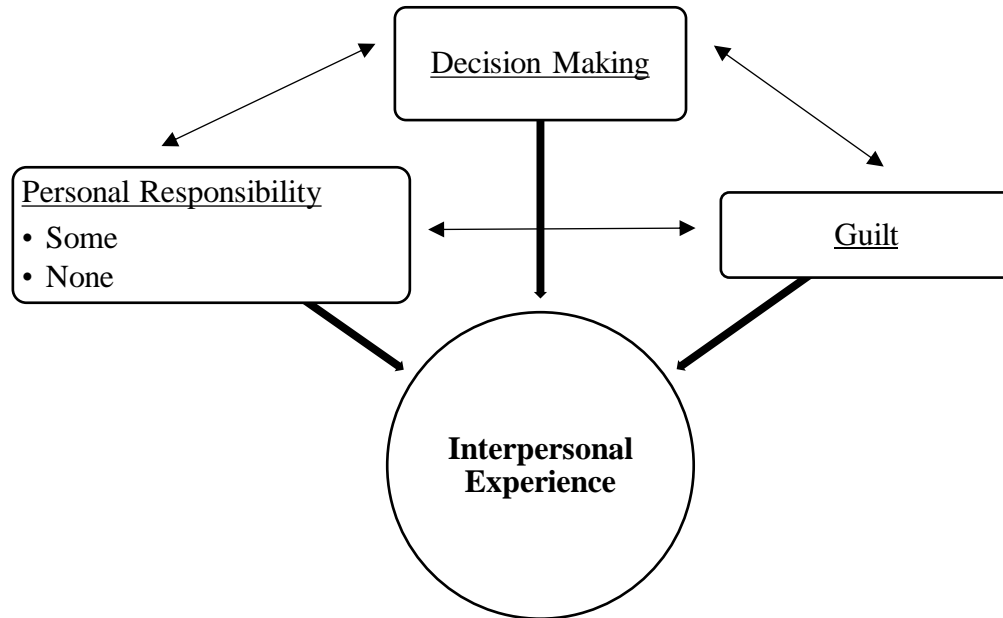 Decision Making
Personal Responsibility
• Some
• None
Guilt
Interpersonal
Experience